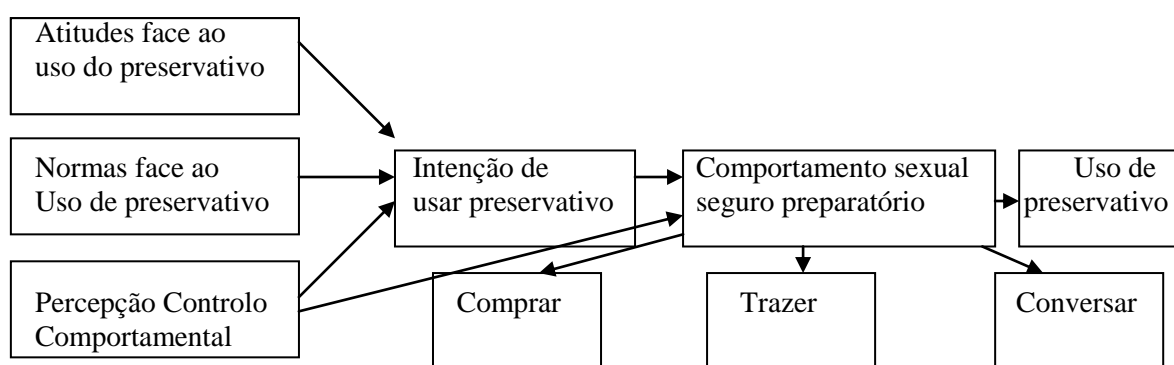 Atitudes face ao
uso do preservativo
Normas face ao
Uso de preservativo
Percepção Controlo
Comportamental
Intenção de
usar preservativo
Comportamento sexual
seguro preparatório
Uso de
preservativo
Comprar
Trazer
Conversar